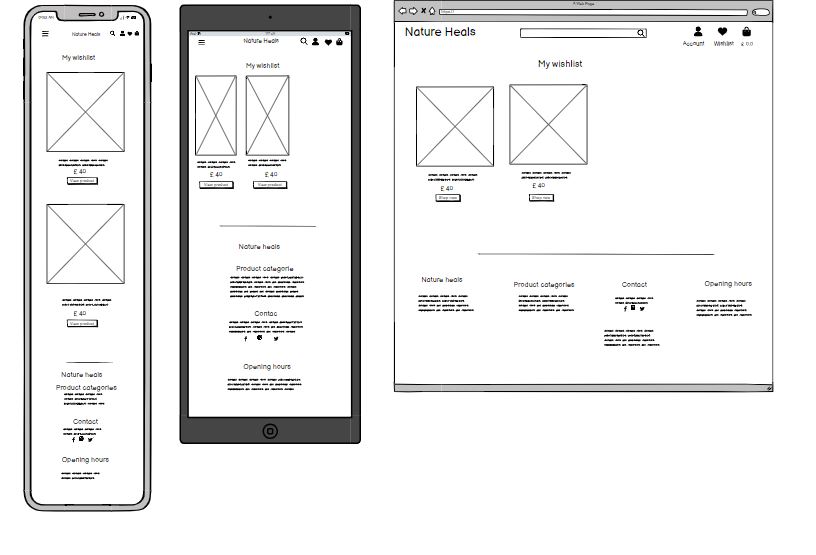 Nature Heals
My wishlist
£ 40
View product
£ 40
View product
Nature heals
Product categories
Contact
Opening hours
Nature Heals
My wishlist
£ 40 £ 40
View product View product
Nature heals
Product categorie
Contac
Opening hours
A Web Page
https://
Nature Heals
Account Wishlist £ 0.0
My wishlist
£ 40 £ 40
Shop now Shop now
Nature heals Product categories Contact Opening hours